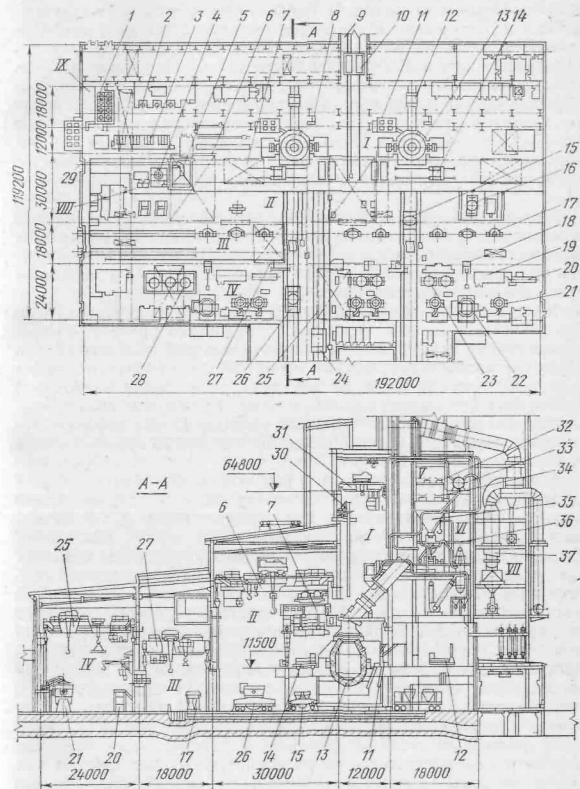 1 2 3 4 5 6 7 A 8 9 10 11 12 13 14
IX
18000
I
12000
119200
29
30000
VIII
II
15
16
17
18000
III
18
19
24000
IV
20
21
28 27 26 25 A 24 192000 23 22
31
32
64800
33
30
34
A–A
V
I
35
6 7
VI
36
25 27
37
VII
II
11500
IV
III
21 20 17 26 14 15 13 11 12
24000 18000 30000 12000 18000